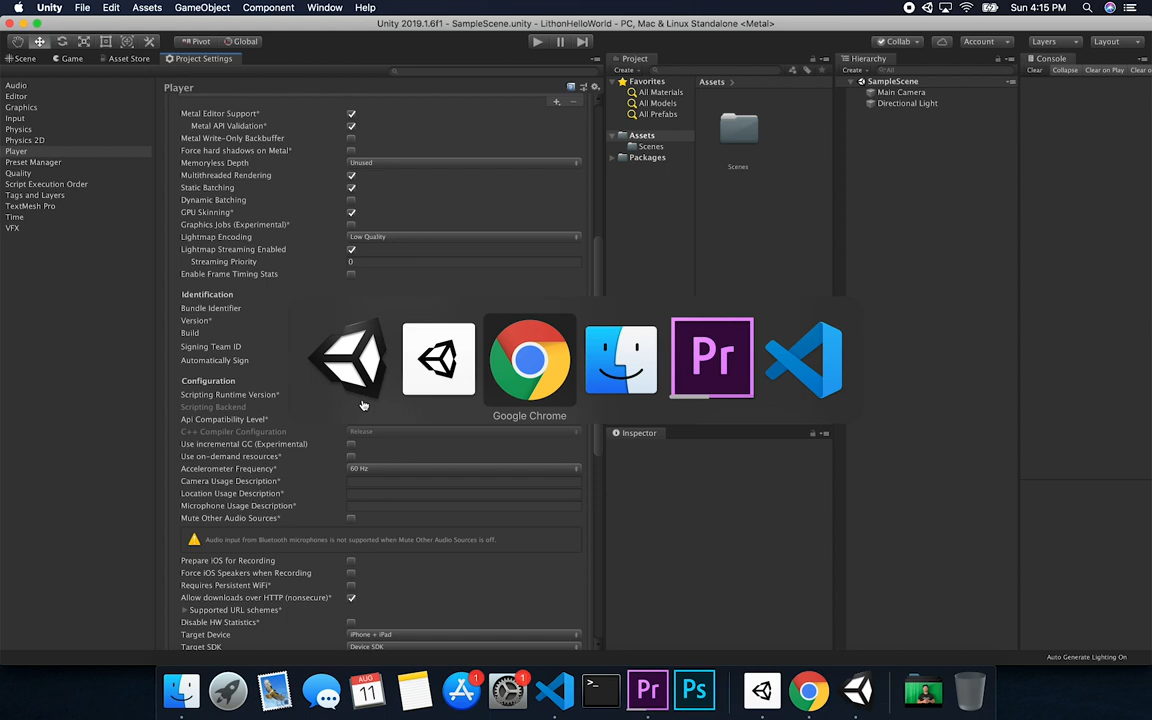 Unity File Edit Assets GameObject Component Window Help Sun 4:15 PM
Unity 2019.1.6f1 - SampleScene.unity - LithonHelloWorld - PC, Mac & Linux Standalone <Metal>
Pivot Global Collab Account Layers Layout
Scene Game Asset Store Project Settings Project Hierarchy Console
Create Create All Clear Collapse Clear on Play Clear o
Audio
Editor
Graphics
Input
Physics
Physics 2D
Player
Preset Manager
Quality
Script Execution Order
Tags and Layers
TextMesh Pro
Time
VFX
Player
Metal Editor Support*
Metal API Validation*
Metal Write-Only Backbuffer
Force hard shadows on Metal*
Memoryless Depth Unused
Multithreaded Rendering
Static Batching
Dynamic Batching
GPU Skinning*
Graphics Jobs (Experimental)*
Lightmap Encoding Low Quality
Lightmap Streaming Enabled
Streaming Priority 0
Enable Frame Timing Stats
Identification
Bundle Identifier
Version*
Build
Signing Team ID
Automatically Sign
Configuration
Scripting Runtime Version*
Scripting Backend
Api Compatibility Level*
C++ Compiler Configuration Release
Use incremental GC (Experimental)
Use on-demand resources*
Accelerometer Frequency* 60 Hz
Camera Usage Description*
Location Usage Description*
Microphone Usage Description*
Mute Other Audio Sources*
Audio input from Bluetooth microphones is not supported when Mute Other Audio Sources is off.
Prepare iOS for Recording
Force iOS Speakers when Recording
Requires Persistent WiFi*
Allow downloads over HTTP (nonsecure)*
Supported URL schemes*
Disable HW Statistics*
Target Device iPhone + iPad
Target SDK Device SDK
Favorites
All Materials
All Models
All Prefabs
Assets
Scenes
Packages
Assets
Scenes
SampleScene
Main Camera
Directional Light
Inspector
Pr
Google Chrome
Auto Generate Lighting On
AUG
11
1
1
Pr
Ps